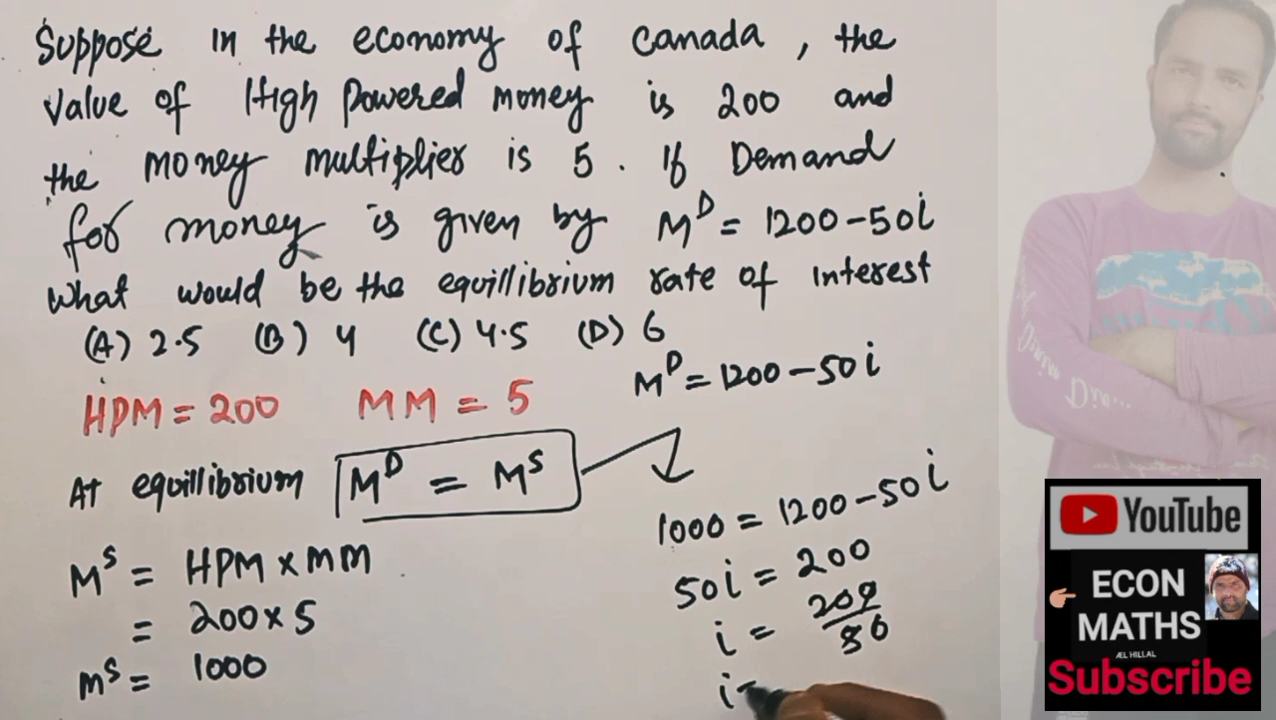 Suppose in the economy of Canada, the
value of High Powered money is 200 and
the money multiplier is 5. If Demand
for money is given by M^D = 1200-50i
what would be the equillibrium rate of interest
(A) 2.5 (B) 4 (C) 4.5 (D) 6
HPM = 200 MM = 5
M^D = 1200-50i
At equillibrium M^D = M^S
M^S = HPM x MM
= 200 x 5
M^S = 1000
1000 = 1200-50i
50i = 200
i = 200/50
i =
YouTube
ECON
MATHS
ÆL HILLAL
Subscribe